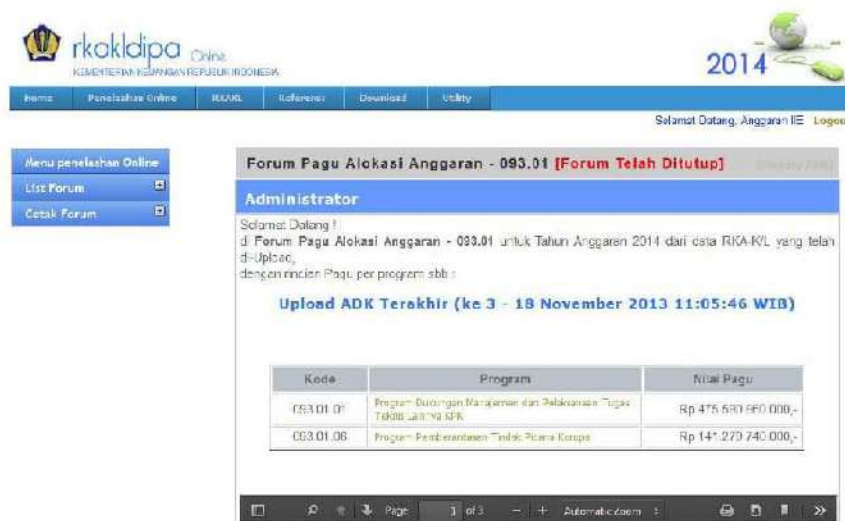 rkakldipa Online
KEMENTERIAN KEUANGAN REPUBLIK INDONESIA
2014
Home Penelaahan Online RKAKL Referensi Download Utility
Selamat Datang, Anggaran IIE Logout
Menu penelaahan Online
List Forum
Cetak Forum
Forum Pagu Alokasi Anggaran - 093.01 [Forum Telah Ditutup]
Administrator
Selamat Datang !
di Forum Pagu Alokasi Anggaran - 093.01 untuk Tahun Anggaran 2014 dari data RKA-K/L yang telah
di-Upload,
dengan rincian Pagu per program sbb :
Upload ADK Terakhir (ke 3 - 18 November 2013 11:05:46 WIB)
Kode Program Nilai Pagu
093.01.01 Program Dukungan Manajemen dan Pelaksanaan Tugas
Teknis Lainnya KPK
Rp
093.01.06 Program Pemberantasan Tindak Pidana Korupsi Rp 141.270.740.000,-
Page 1 of 3 Automatic Zoom